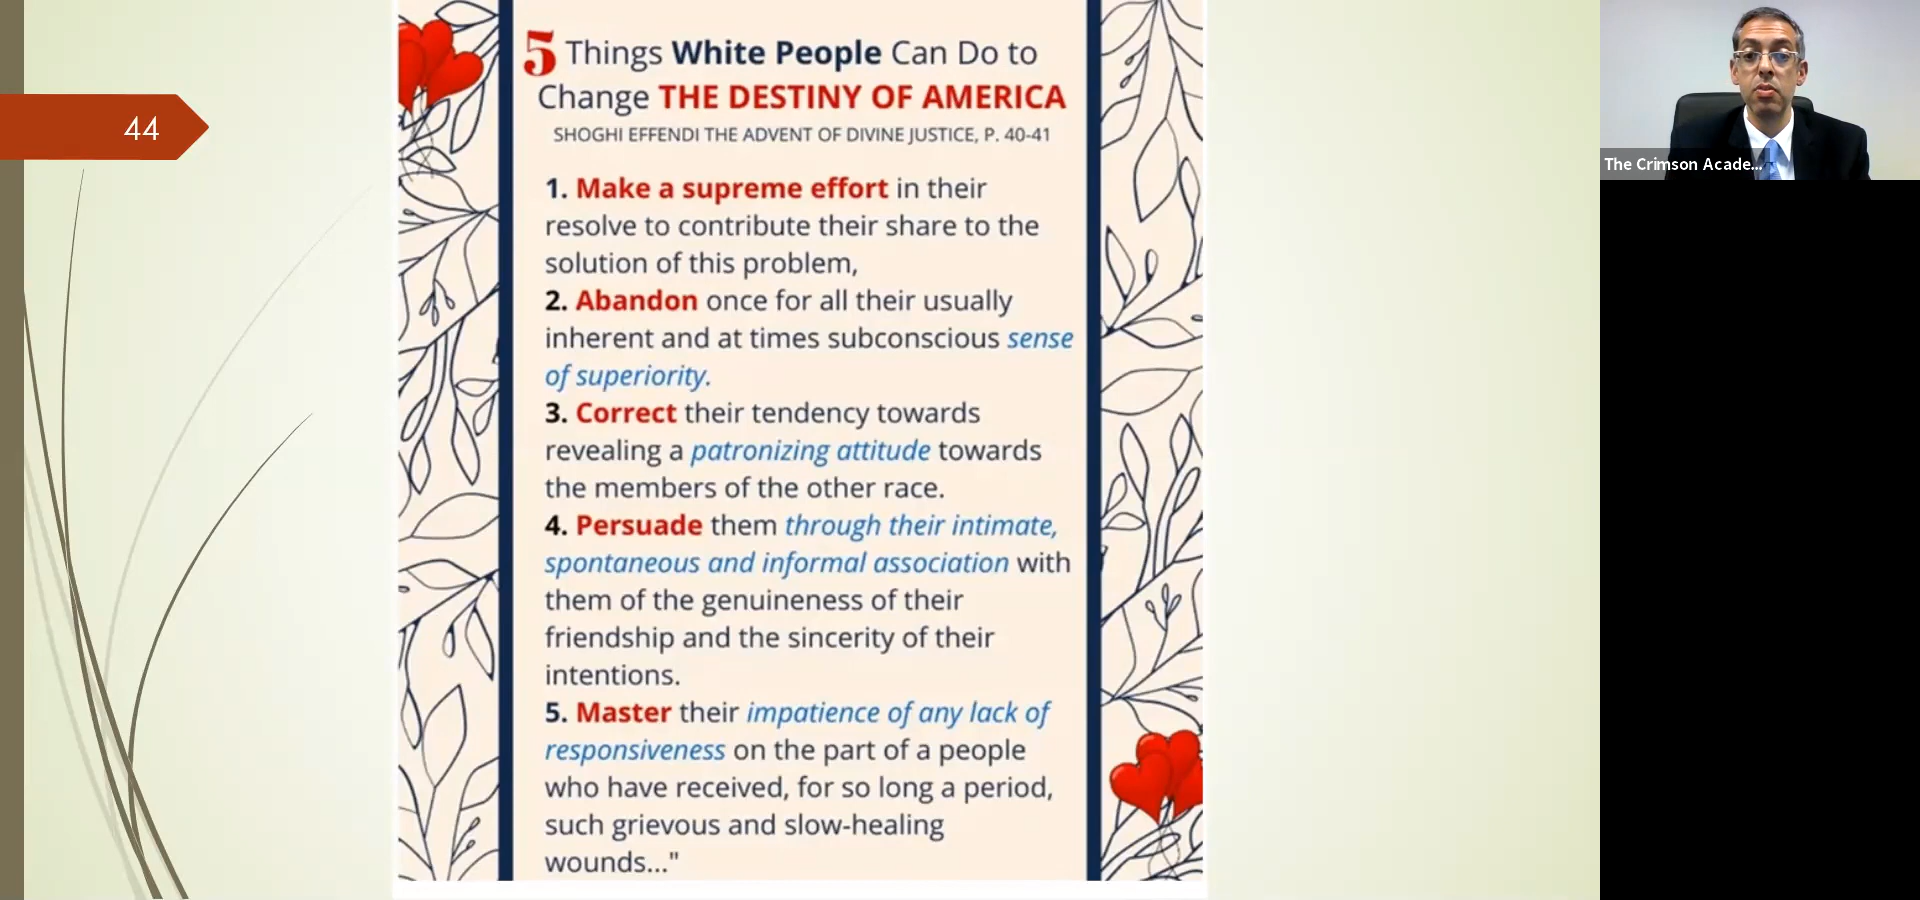 44
5 Things White People Can Do to
Change THE DESTINY OF AMERICA
SHOGHI EFFENDI THE ADVENT OF DIVINE JUSTICE, P. 40-41
1. Make a supreme effort in their
resolve to contribute their share to the
solution of this problem,
2. Abandon once for all their usually
inherent and at times subconscious sense
of superiority.
3. Correct their tendency towards
revealing a patronizing attitude towards
the members of the other race.
4. Persuade them through their intimate,
spontaneous and informal association with
them of the genuineness of their
friendship and the sincerity of their
intentions.
5. Master their impatience of any lack of
responsiveness on the part of a people
who have received, for so long a period,
such grievous and slow-healing
wounds..."
The Crimson Acade...